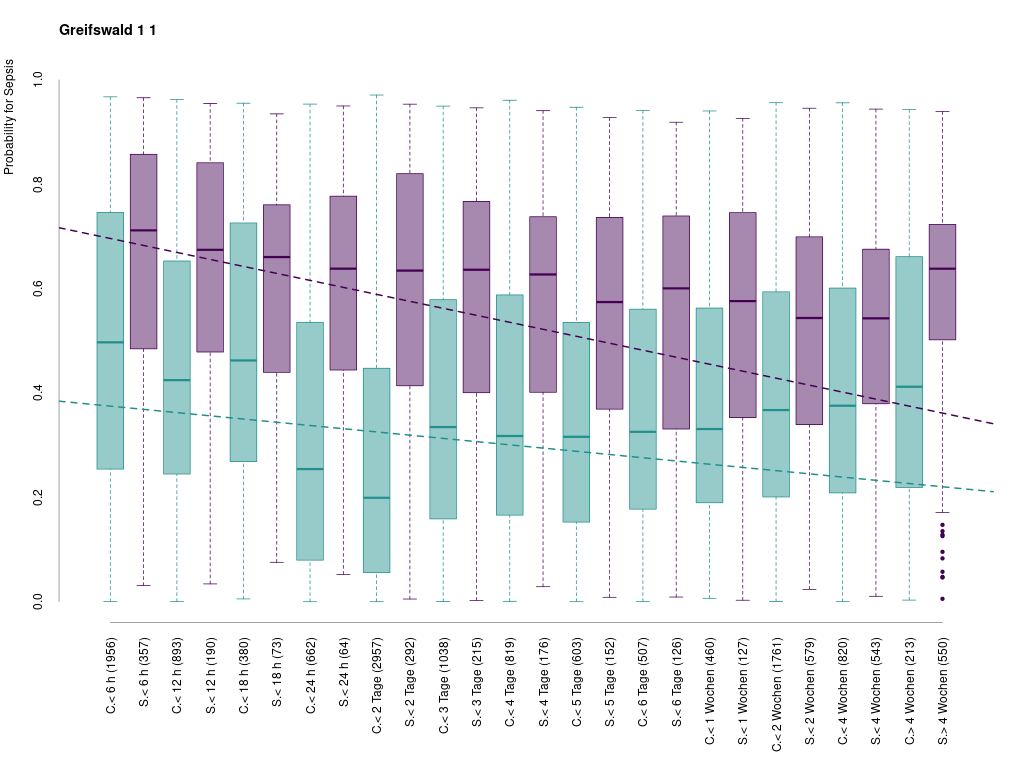 Greifswald 1 1
Probability for Sepsis
1.0
0.8
0.6
0.4
0.2
0.0
C.< 6 h (1956)
S.< 6 h (357)
C.< 12 h (893)
S.< 12 h (190)
C.< 18 h (380)
S.< 18 h (73)
C.< 24 h (662)
S.< 24 h (64)
C.< 2 Tage (2957)
S.< 2 Tage (292)
C.< 3 Tage (1038)
S.< 3 Tage (215)
C.< 4 Tage (819)
S.< 4 Tage (176)
C.< 5 Tage (603)
S.< 5 Tage (152)
C.< 6 Tage (507)
S.< 6 Tage (126)
C.< 1 Wochen (460)
S.< 1 Wochen (127)
C.< 2 Wochen (1761)
S.< 2 Wochen (579)
C.< 4 Wochen (820)
S.< 4 Wochen (543)
C.> 4 Wochen (213)
S.> 4 Wochen (550)